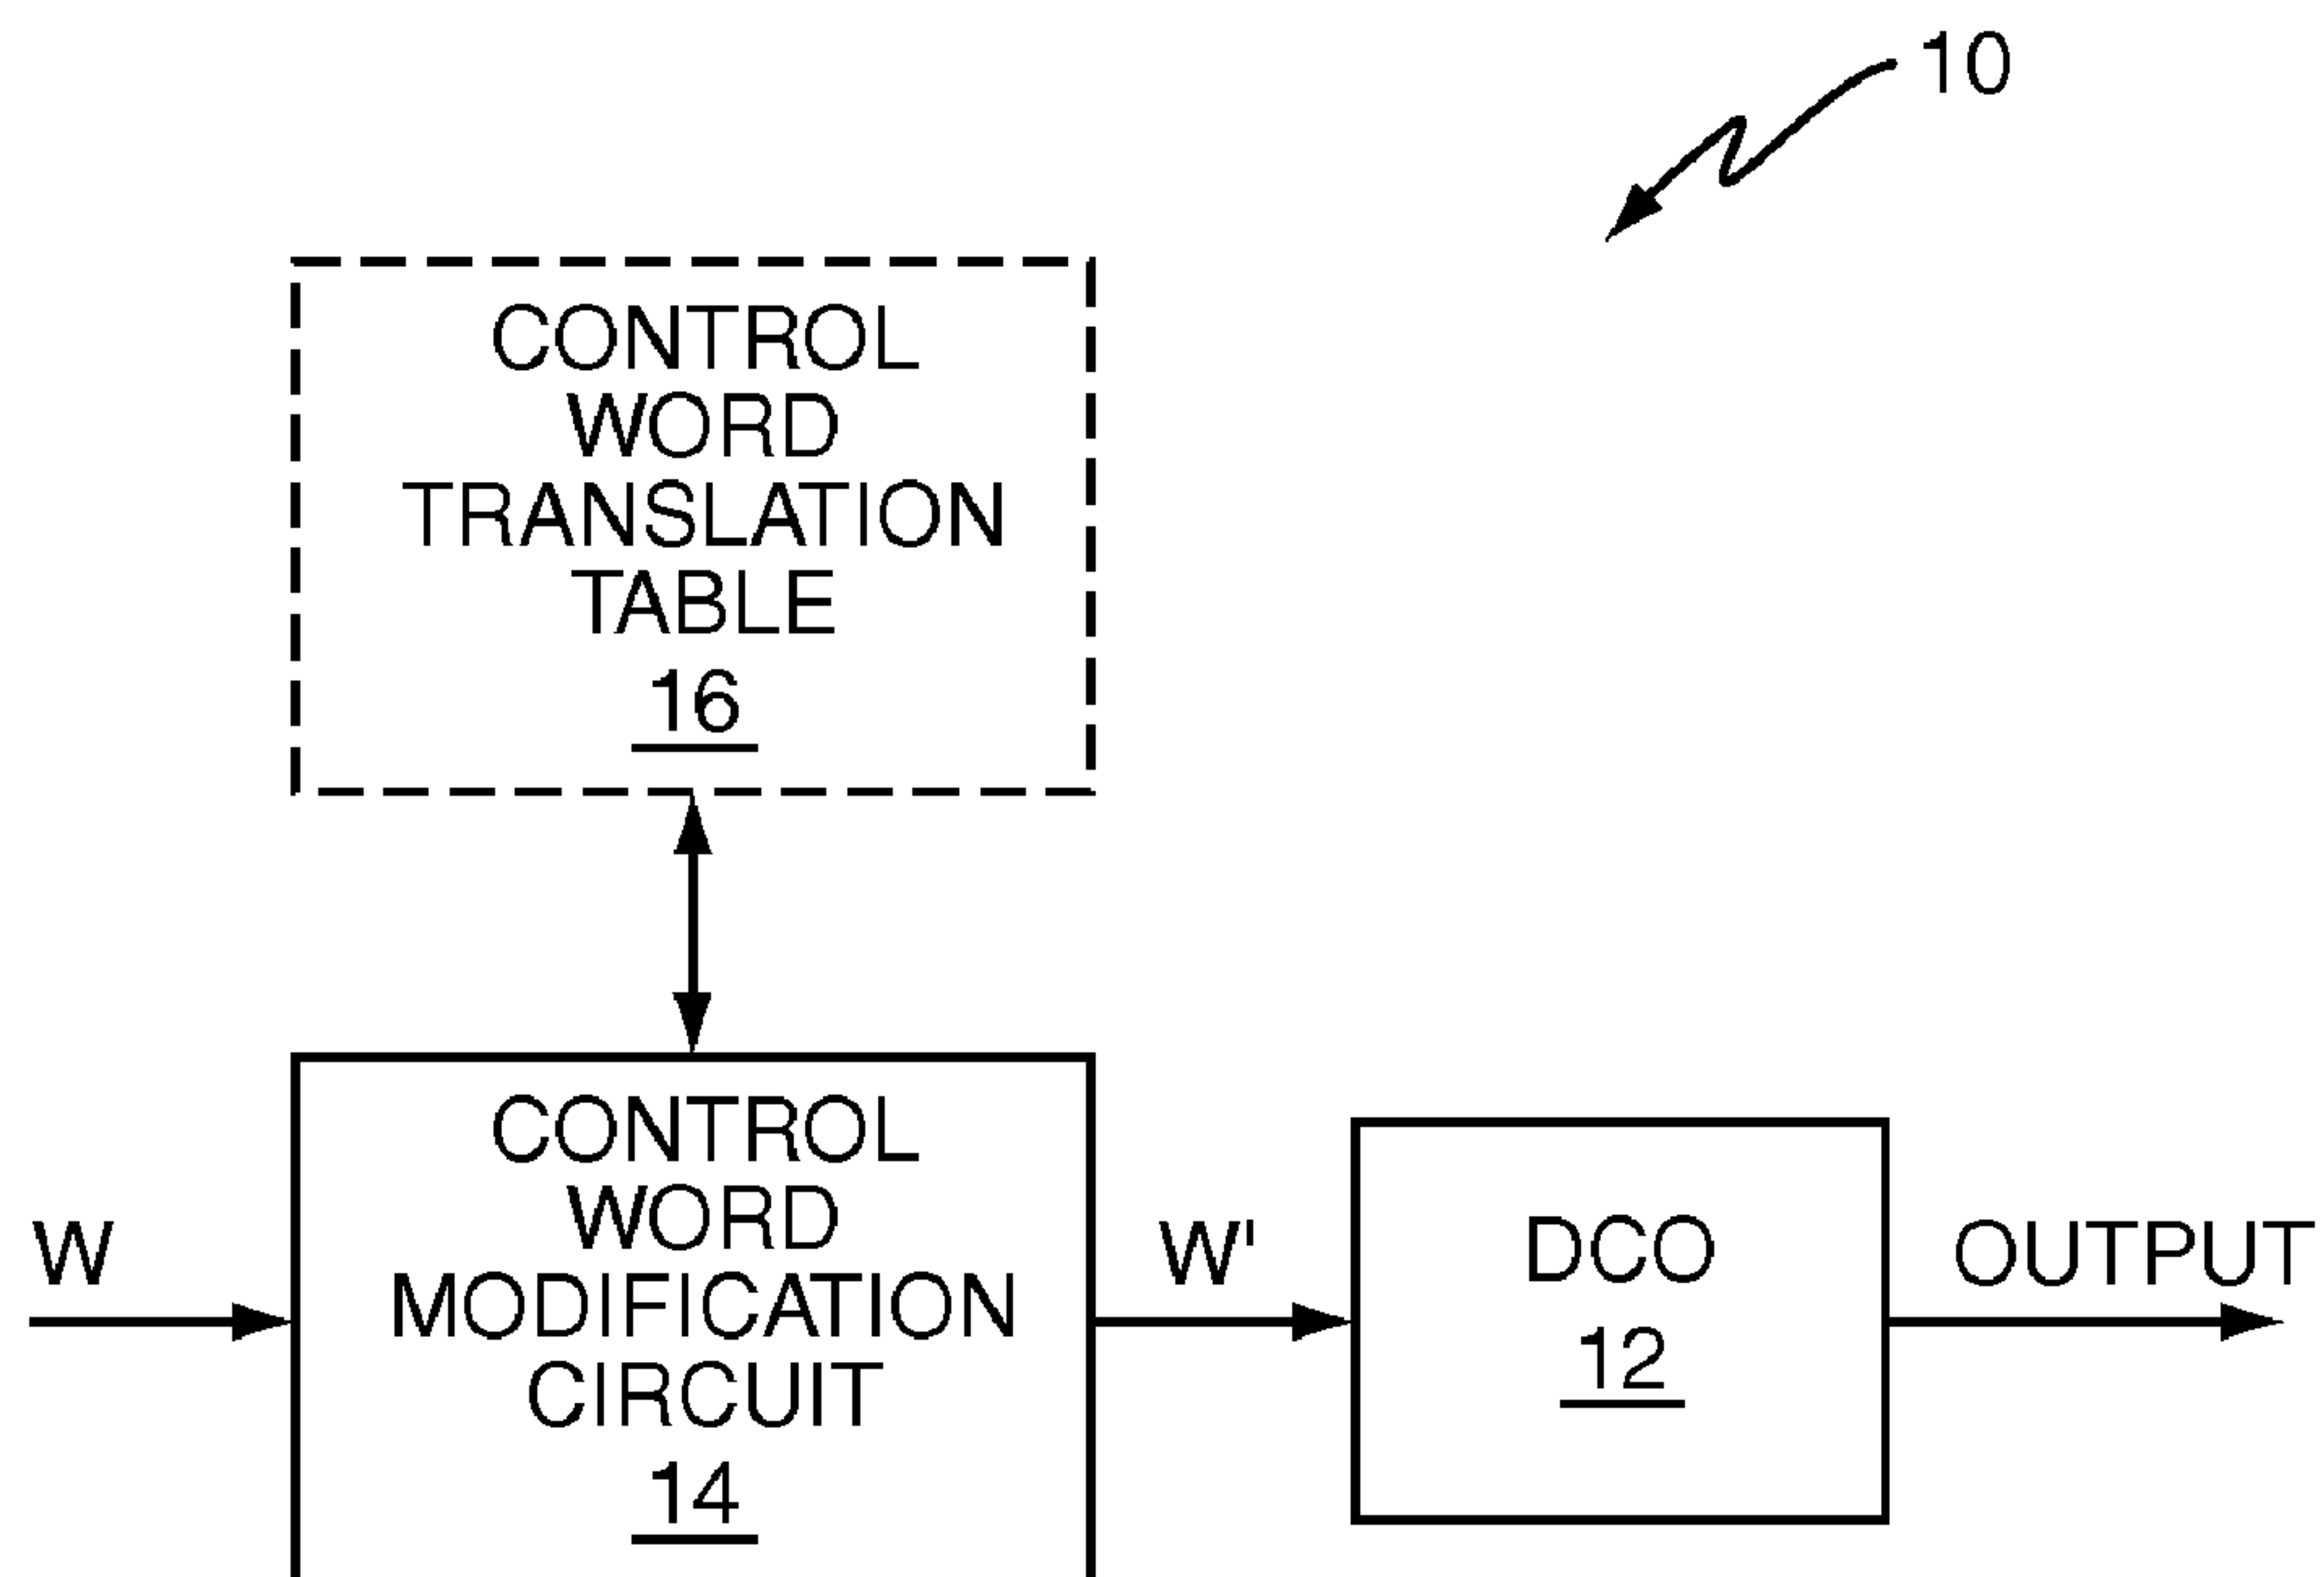 10
CONTROL
WORD
TRANSLATION
TABLE
16
CONTROL
WORD
MODIFICATION
CIRCUIT
14
W
W'
DCO
12
OUTPUT